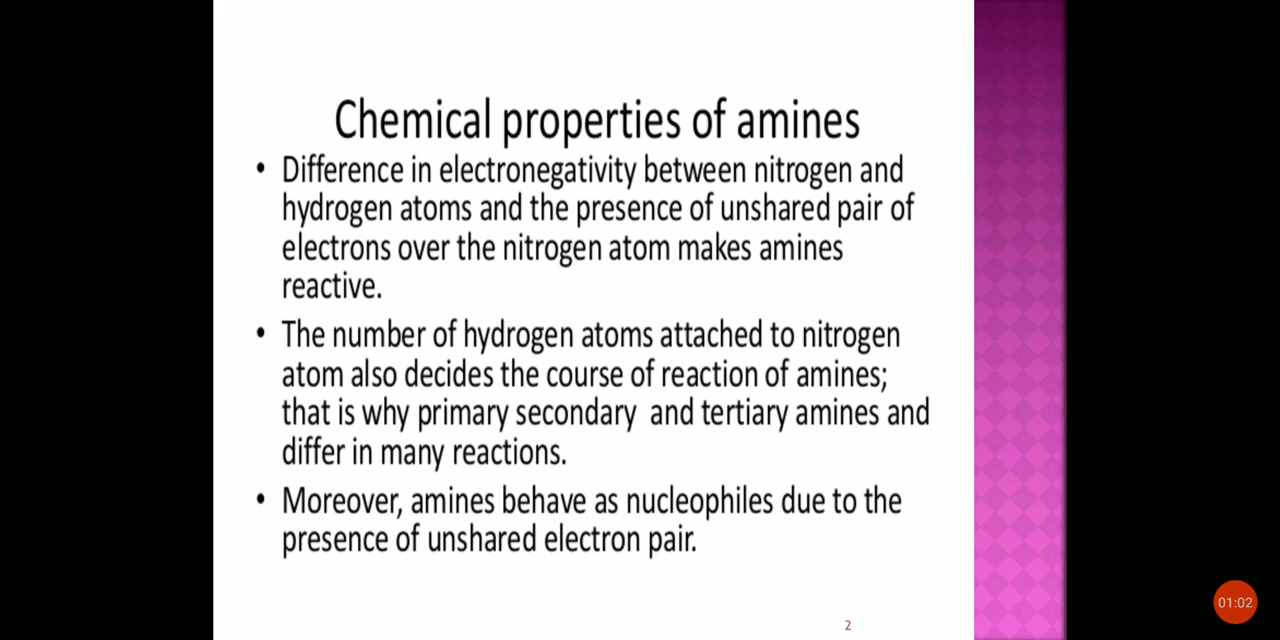 Chemical properties of amines
• Difference in electronegativity between nitrogen and
hydrogen atoms and the presence of unshared pair of
electrons over the nitrogen atom makes amines
reactive.
• The number of hydrogen atoms attached to nitrogen
atom also decides the course of reaction of amines;
that is why primary secondary  and tertiary amines and
differ in many reactions.
• Moreover, amines behave as nucleophiles due to the
presence of unshared electron pair.
01:02
2